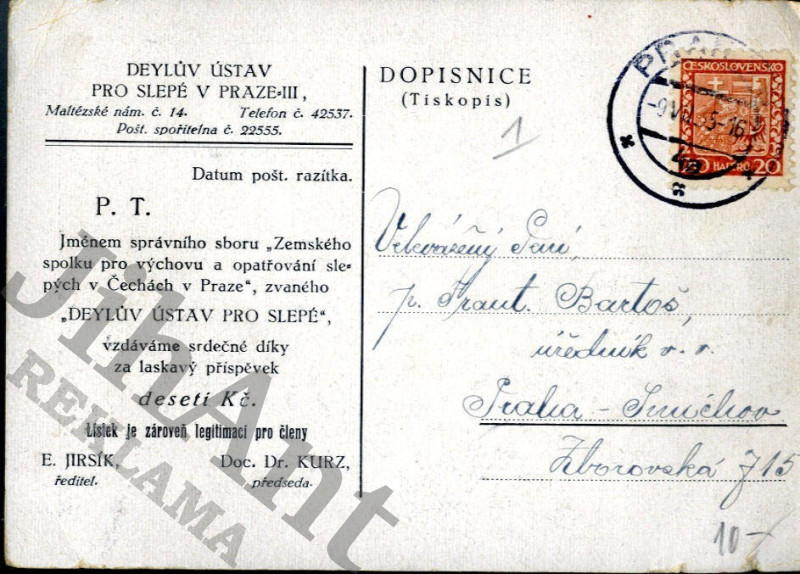 DEYLŮV ÚSTAV
PRO SLEPÉ V PRAZE-III,
Maltézské nám. č. 14. Telefon č. 42537.
Pošt. spořitelna č. 22555.
Datum pošt. razítka.
P. T.
Jménem správního sboru „Zemského
spolku pro výchovu a opatřování sle-
pých v Čechách v Praze“, zvaného
„DEYLŮV ÚSTAV PRO SLEPÉ“,
vzdáváme srdečné díky
za laskavý příspěvek
deseti Kč.
Lístek je zároveň legitimací pro členy
E. JIRSÍK, Doc. Dr. KURZ,
ředitel. předseda.
DOPISNICE
(Tiskopis)
1
ČESKOSLOVENSKO
20 HALÉŘŮ 20
Velevážený Paní,
p. Frant. Bartoš,
úředník v. v.
Praha - Smíchov
Zborovská 715
10-
JihAnt
REKLAMA